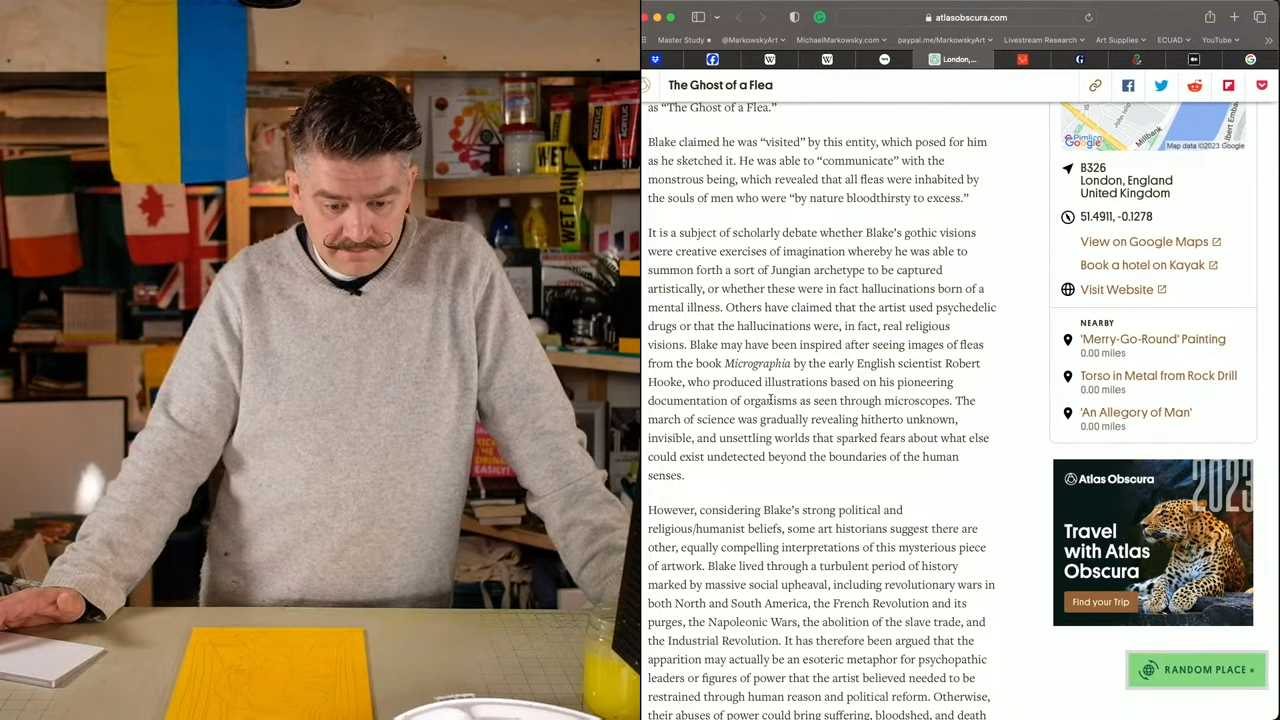 atlasobscura.com
Master Study
@MarkowskyArt
MichaelMarkowsky.com
paypal.me/MarkowskyArt
Livestream Research
Art Supplies
ECUAD
YouTube
London,...
The Ghost of a Flea
as “The Ghost of a Flea.”
Blake claimed he was “visited” by this entity, which posed for him
as he sketched it. He was able to “communicate” with the
monstrous being, which revealed that all fleas were inhabited by
the souls of men who were “by nature bloodthirsty to excess.”
It is a subject of scholarly debate whether Blake’s gothic visions
were creative exercises of imagination whereby he was able to
summon forth a sort of Jungian archetype to be captured
artistically, or whether these were in fact hallucinations born of a
mental illness. Others have claimed that the artist used psychedelic
drugs or that the hallucinations were, in fact, real religious
visions. Blake may have been inspired after seeing images of fleas
from the book Micrographia by the early English scientist Robert
Hooke, who produced illustrations based on his pioneering
documentation of organisms as seen through microscopes. The
march of science was gradually revealing hitherto unknown,
invisible, and unsettling worlds that sparked fears about what else
could exist undetected beyond the boundaries of the human
senses.
However, considering Blake’s strong political and
religious/humanist beliefs, some art historians suggest there are
other, equally compelling interpretations of this mysterious piece
of artwork. Blake lived through a turbulent period of history
marked by massive social upheaval, including revolutionary wars in
both North and South America, the French Revolution and its
purges, the Napoleonic Wars, the abolition of the slave trade, and
the Industrial Revolution. It has therefore been argued that the
apparition may actually be an esoteric metaphor for psychopathic
leaders or figures of power that the artist believed needed to be
restrained through human reason and political reform. Otherwise,
their abuses of power could bring suffering, bloodshed, and death
Pimlico
Millbank
Google
Map data ©2023 Google
B326
London, England
United Kingdom
51.4911, -0.1278
View on Google Maps
Book a hotel on Kayak
Visit Website
NEARBY
'Merry-Go-Round' Painting
0.00 miles
Torso in Metal from Rock Drill
0.00 miles
'An Allegory of Man'
0.00 miles
Atlas Obscura
2023
Travel
with Atlas
Obscura
Find your Trip
RANDOM PLACE »
WET
WET PAINT
ACRYLIC